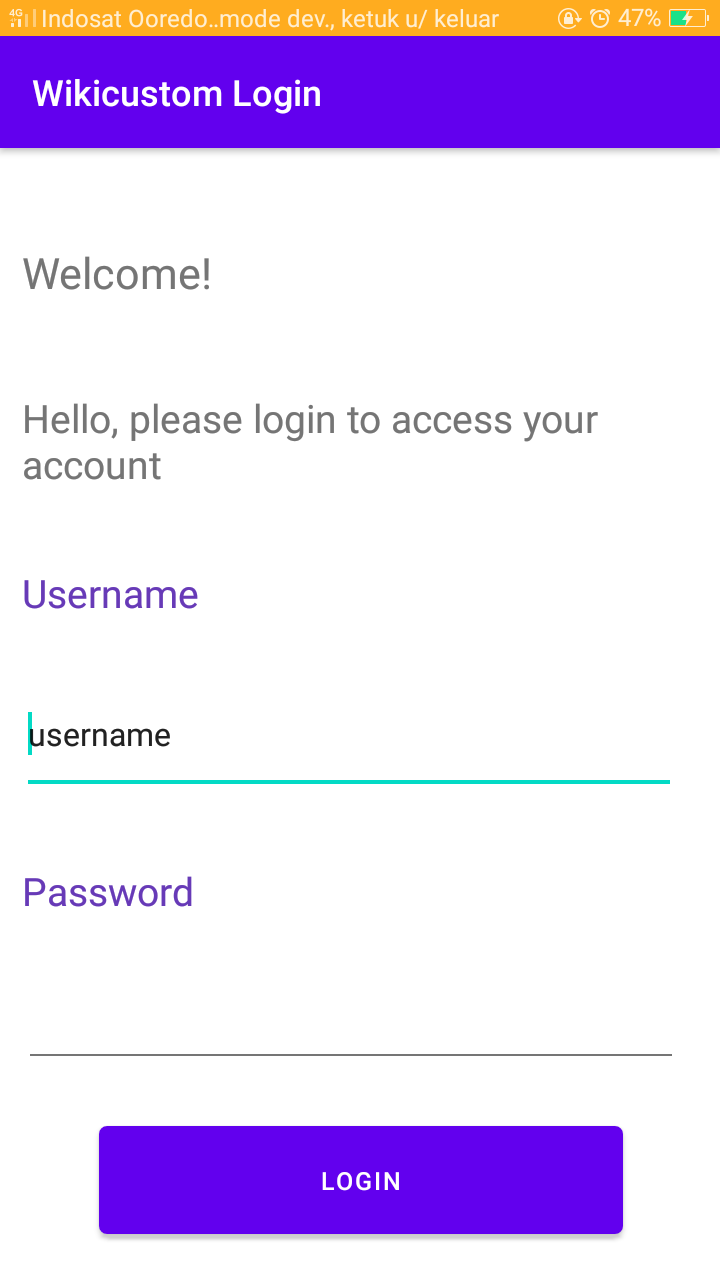 4G Indosat Ooredo..mode dev., ketuk u/ keluar 47%
Wikicustom Login
Welcome!
Hello, please login to access your
account
Username
username
Password
LOGIN